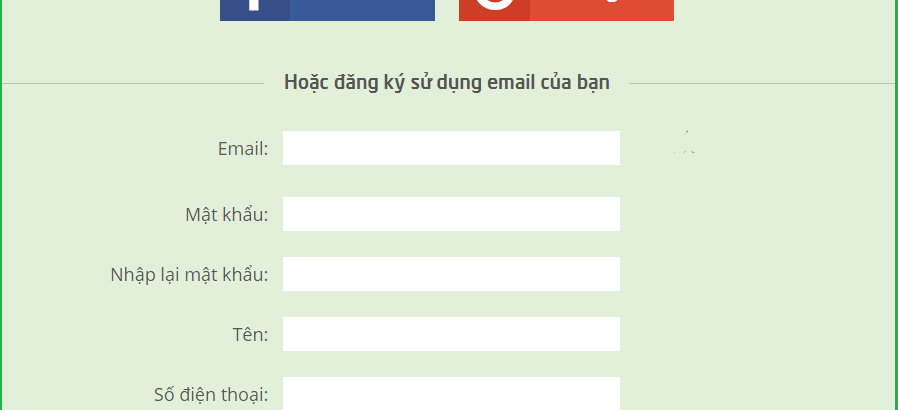 Hoặc đăng ký sử dụng email của bạn
Email:
Mật khẩu:
Nhập lại mật khẩu:
Tên:
Số điện thoại: